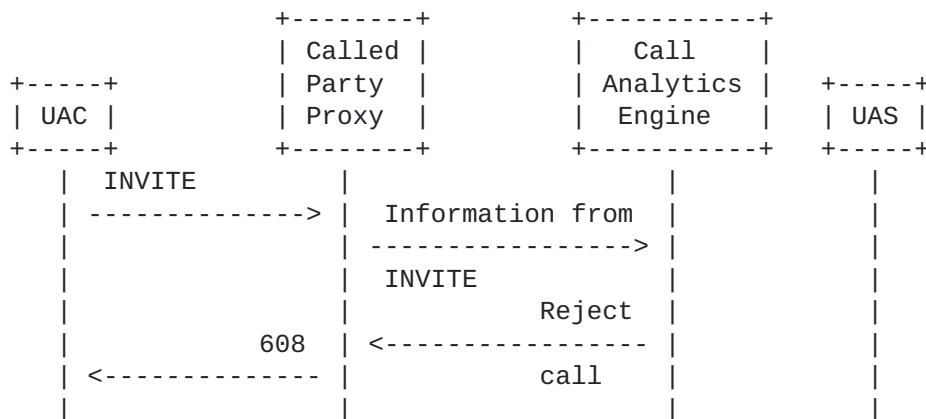 Called Call
UAC Party Analytics UAS
Proxy Engine
INVITE
Information from
INVITE
Reject
608
call